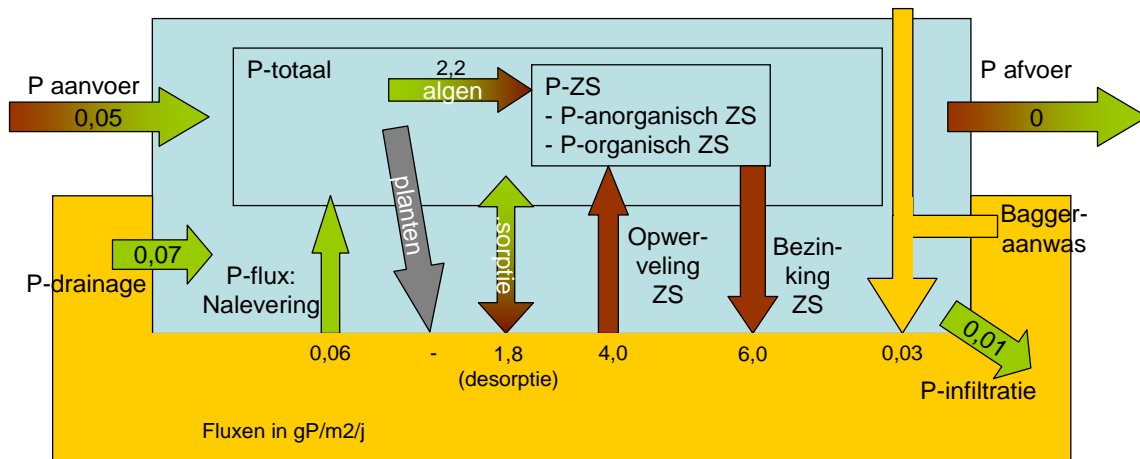 P aanvoer
0,05
P-totaal
2,2
algen
P-ZS
- P-anorganisch ZS
- P-organisch ZS
P afvoer
0
planten
..sorptie
Opwer-
veling
ZS
Bezin-
king
ZS
Bagger-
aanwas
0,07
P-drainage
P-flux:
Nalevering
0,06
-
1,8
(desorptie)
4,0
6,0
0,03
0,01
P-infiltratie
Fluxen in gP/m2/j